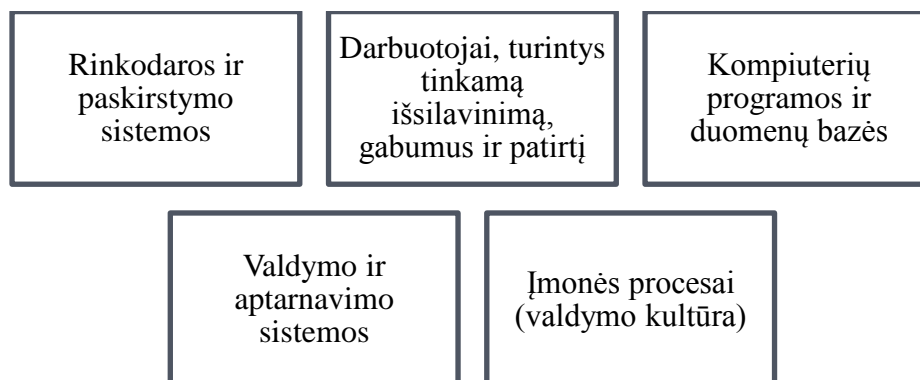 Rinkodaros ir
paskirstymo
sistemos
Darbuotojai, turintys
tinkamą
išsilavinimą,
gabumus ir patirtį
Kompiuterių
programos ir
duomenų bazės
Valdymo ir
aptarnavimo
sistemos
Įmonės procesai
(valdymo kultūra)